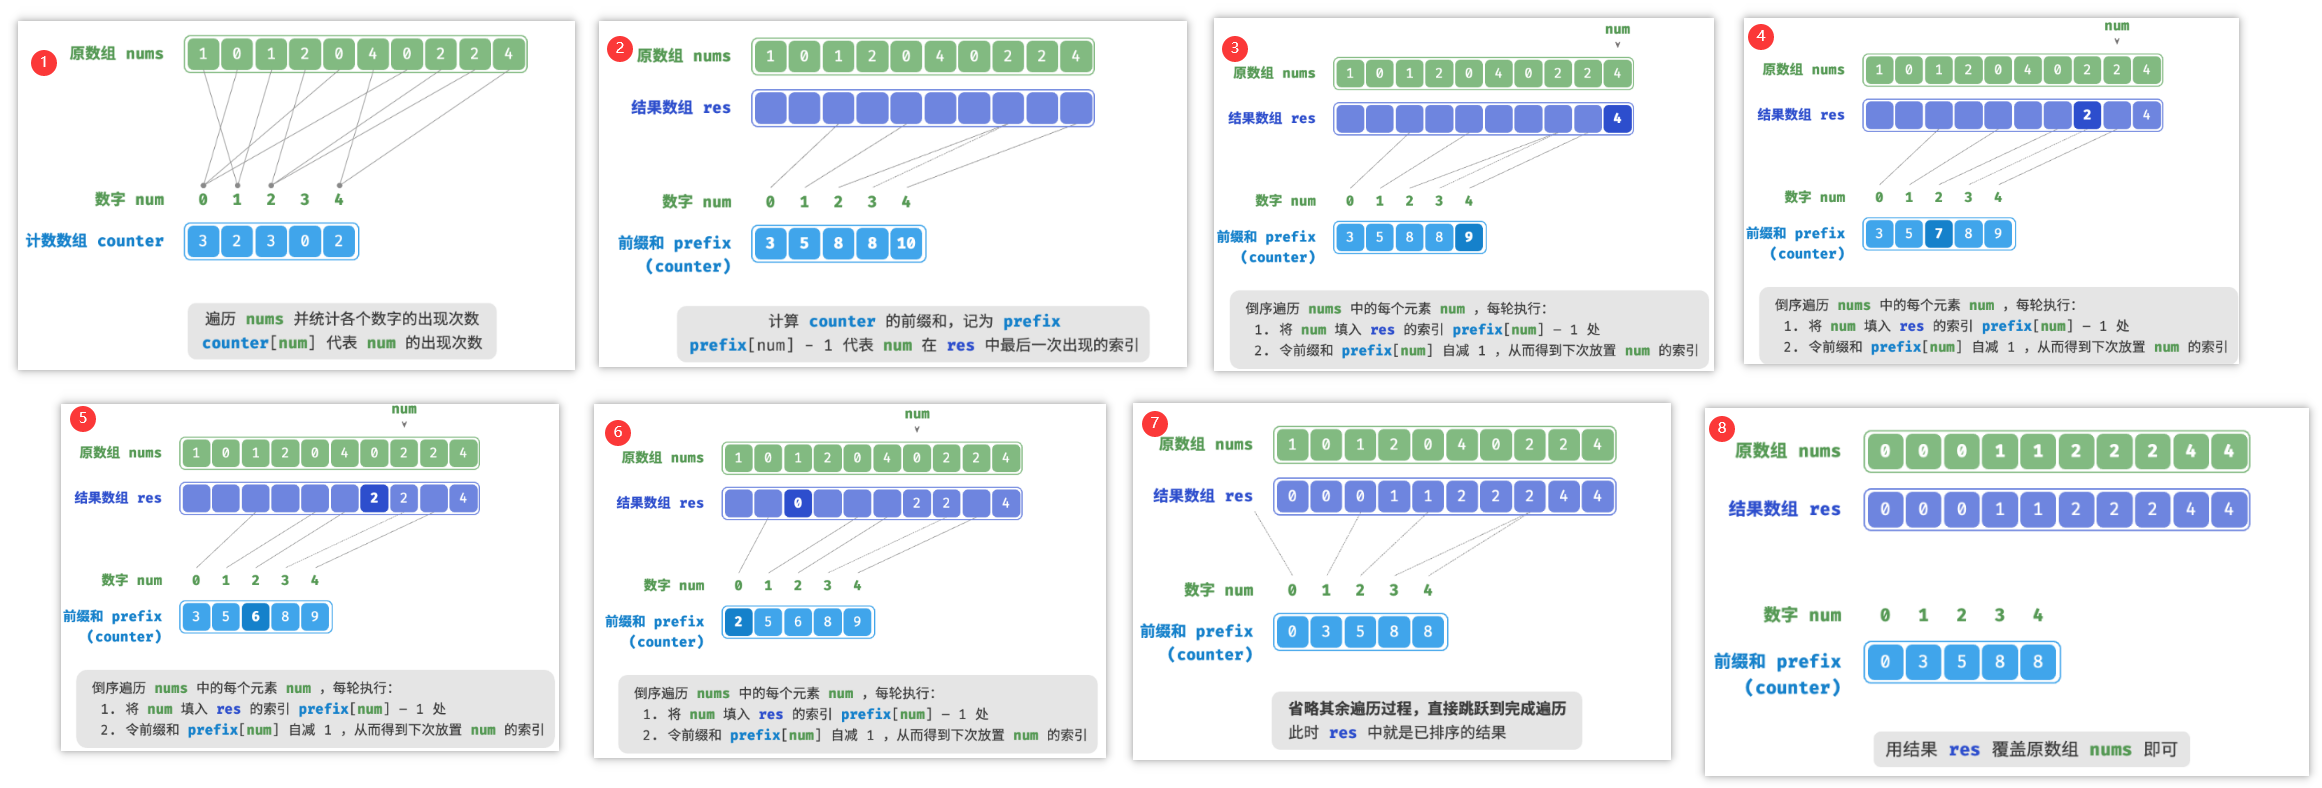 1
原数组 nums 1 0 1 2 0 4 0 2 2 4
数字 num 0 1 2 3 4
计数数组 counter 3 2 3 0 2
遍历 nums 并统计各个数字的出现次数
counter[num] 代表 num 的出现次数
2
原数组 nums 1 0 1 2 0 4 0 2 2 4
结果数组 res
数字 num 0 1 2 3 4
前缀和 prefix 3 5 8 8 10
(counter)
计算 counter 的前缀和，记为 prefix
prefix[num] - 1 代表 num 在 res 中最后一次出现的索引
3
num
原数组 nums 1 0 1 2 0 4 0 2 2 4
结果数组 res 4
数字 num 0 1 2 3 4
前缀和 prefix 3 5 8 8 9
(counter)
倒序遍历 nums 中的每个元素 num ，每轮执行：
1. 将 num 填入 res 的索引 prefix[num] - 1 处
2. 令前缀和 prefix[num] 自减 1 ，从而得到下次放置 num 的索引
4
num
原数组 nums 1 0 1 2 0 4 0 2 2 4
结果数组 res 2 4
数字 num 0 1 2 3 4
前缀和 prefix 3 5 7 8 9
(counter)
倒序遍历 nums 中的每个元素 num ，每轮执行：
1. 将 num 填入 res 的索引 prefix[num] - 1 处
2. 令前缀和 prefix[num] 自减 1 ，从而得到下次放置 num 的索引
5
num
原数组 nums 1 0 1 2 0 4 0 2 2 4
结果数组 res 2 2 4
数字 num 0 1 2 3 4
前缀和 prefix 3 5 6 8 9
(counter)
倒序遍历 nums 中的每个元素 num ，每轮执行：
1. 将 num 填入 res 的索引 prefix[num] - 1 处
2. 令前缀和 prefix[num] 自减 1 ，从而得到下次放置 num 的索引
6
num
原数组 nums 1 0 1 2 0 4 0 2 2 4
结果数组 res 0 2 2 4
数字 num 0 1 2 3 4
前缀和 prefix 2 5 6 8 9
(counter)
倒序遍历 nums 中的每个元素 num ，每轮执行：
1. 将 num 填入 res 的索引 prefix[num] - 1 处
2. 令前缀和 prefix[num] 自减 1 ，从而得到下次放置 num 的索引
7
原数组 nums 1 0 1 2 0 4 0 2 2 4
结果数组 res 0 0 0 1 1 2 2 2 4 4
数字 num 0 1 2 3 4
前缀和 prefix 0 3 5 8 8
(counter)
省略其余遍历过程，直接跳跃到完成遍历
此时 res 中就是已排序的结果
8
原数组 nums 0 0 0 1 1 2 2 2 4 4
结果数组 res 0 0 0 1 1 2 2 2 4 4
数字 num 0 1 2 3 4
前缀和 prefix 0 3 5 8 8
(counter)
用结果 res 覆盖原数组 nums 即可